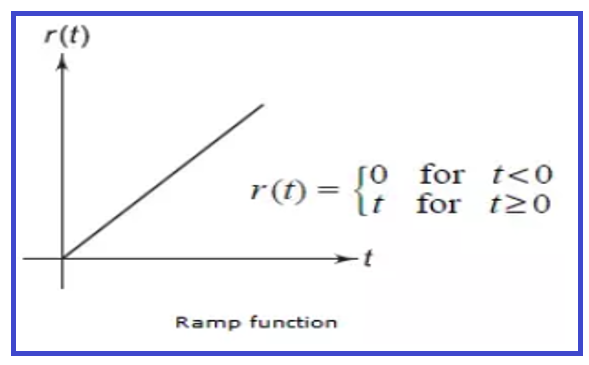 r(t)
r(t) = {0 for t<0
t for t≥0
t
Ramp function